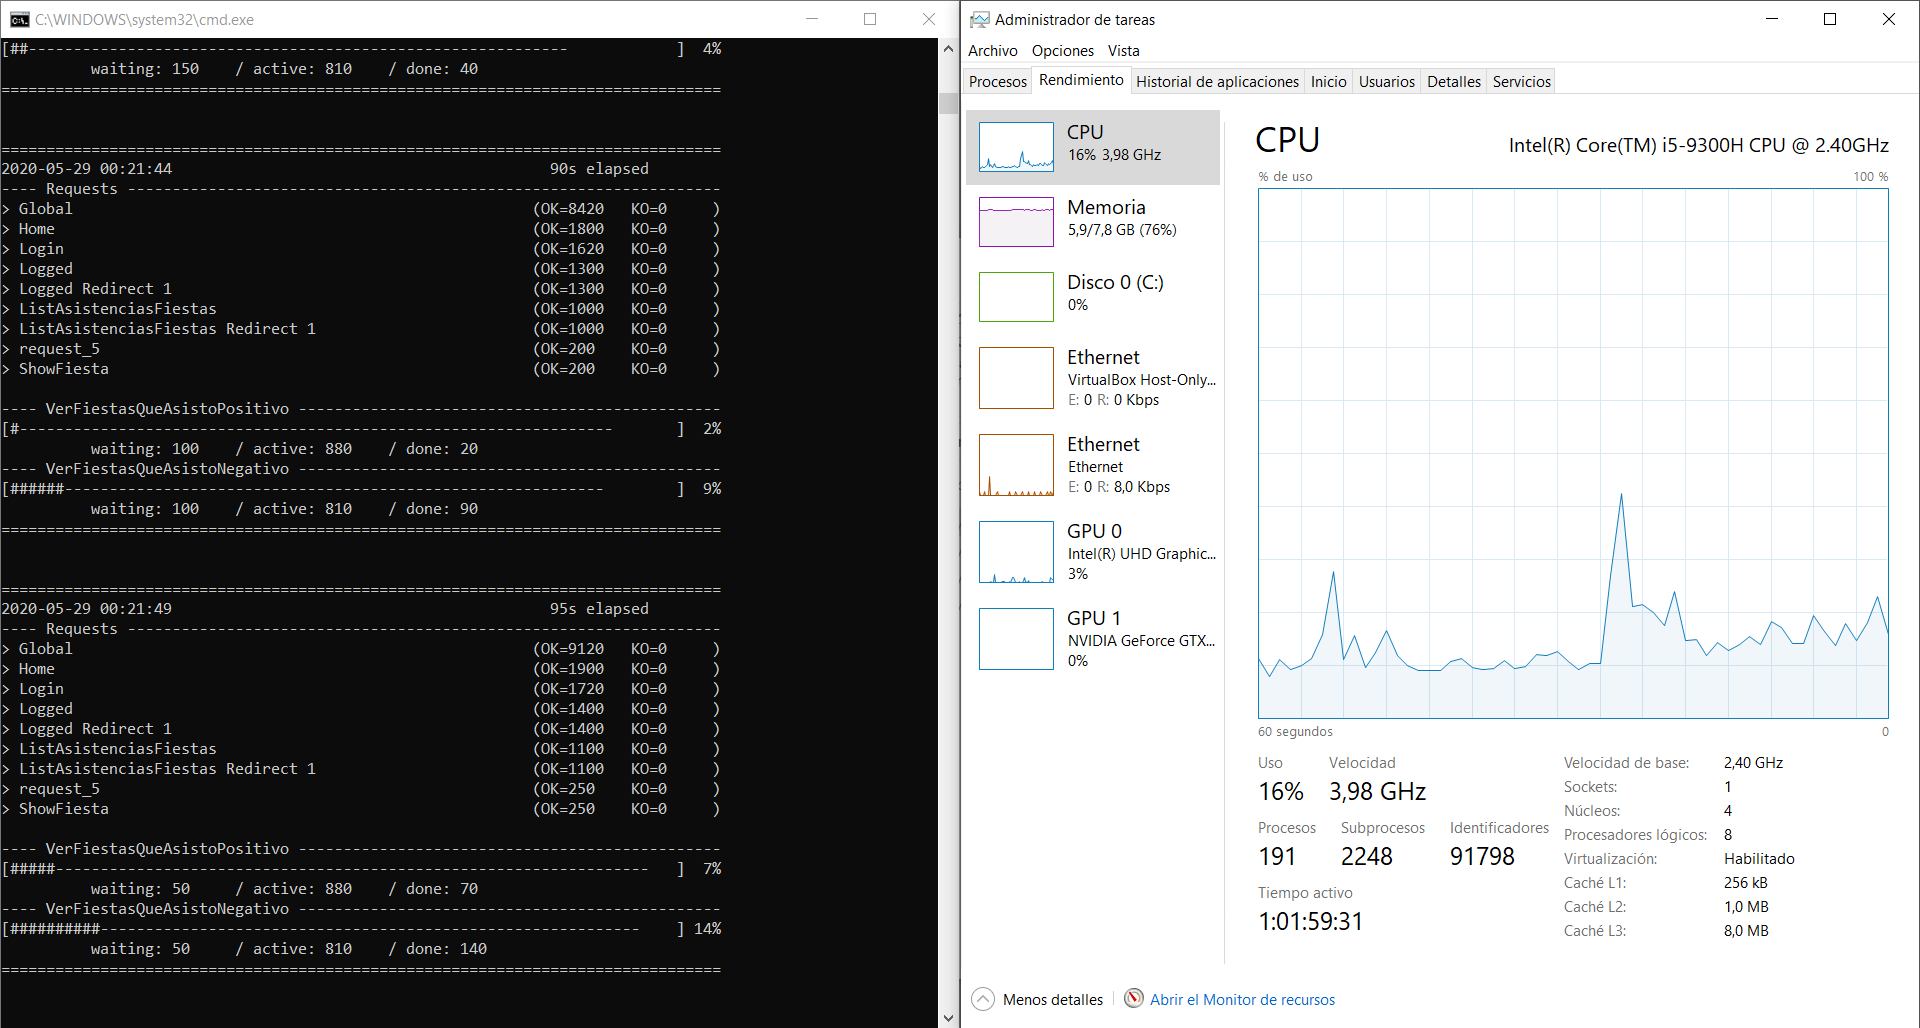 C:\WINDOWS\system32\cmd.exe
[##------------------------------------------------------------            ]  4%
          waiting: 150    / active: 810    / done: 40
================================================================================
================================================================================
2020-05-29 00:21:44                                          90s elapsed
---- Requests ------------------------------------------------------------------
> Global                                                   (OK=8420   KO=0     )
> Home                                                     (OK=1800   KO=0     )
> Login                                                    (OK=1620   KO=0     )
> Logged                                                   (OK=1300   KO=0     )
> Logged Redirect 1                                        (OK=1300   KO=0     )
> ListAsistenciasFiestas                                   (OK=1000   KO=0     )
> ListAsistenciasFiestas Redirect 1                        (OK=1000   KO=0     )
> request_5                                                (OK=200    KO=0     )
> ShowFiesta                                               (OK=200    KO=0     )
---- VerFiestasQueAsistoPositivo -----------------------------------------------
[#------------------------------------------------------------------       ]  2%
          waiting: 100    / active: 880    / done: 20
---- VerFiestasQueAsistoNegativo -----------------------------------------------
[######------------------------------------------------------------        ]  9%
          waiting: 100    / active: 810    / done: 90
================================================================================
================================================================================
2020-05-29 00:21:49                                          95s elapsed
---- Requests ------------------------------------------------------------------
> Global                                                   (OK=9120   KO=0     )
> Home                                                     (OK=1900   KO=0     )
> Login                                                    (OK=1720   KO=0     )
> Logged                                                   (OK=1400   KO=0     )
> Logged Redirect 1                                        (OK=1400   KO=0     )
> ListAsistenciasFiestas                                   (OK=1100   KO=0     )
> ListAsistenciasFiestas Redirect 1                        (OK=1100   KO=0     )
> request_5                                                (OK=250    KO=0     )
> ShowFiesta                                               (OK=250    KO=0     )
---- VerFiestasQueAsistoPositivo -----------------------------------------------
[#####------------------------------------------------------------------   ]  7%
          waiting: 50     / active: 880    / done: 70
---- VerFiestasQueAsistoNegativo -----------------------------------------------
[##########------------------------------------------------------------    ] 14%
          waiting: 50     / active: 810    / done: 140
================================================================================
Administrador de tareas
Archivo Opciones Vista
Procesos Rendimiento Historial de aplicaciones Inicio Usuarios Detalles Servicios
CPU
16% 3,98 GHz
Memoria
5,9/7,8 GB (76%)
Disco 0 (C:)
0%
Ethernet
VirtualBox Host-Only...
E: 0 R: 0 Kbps
Ethernet
Ethernet
E: 0 R: 8,0 Kbps
GPU 0
Intel(R) UHD Graphic...
3%
GPU 1
NVIDIA GeForce GTX...
0%
CPU Intel(R) Core(TM) i5-9300H CPU @ 2.40GHz
% de uso 100 %
60 segundos 0
Uso Velocidad
16% 3,98 GHz
Procesos Subprocesos Identificadores
191 2248 91798
Tiempo activo
1:01:59:31
Velocidad de base: 2,40 GHz
Sockets: 1
Núcleos: 4
Procesadores lógicos: 8
Virtualización: Habilitado
Caché L1: 256 kB
Caché L2: 1,0 MB
Caché L3: 8,0 MB
Menos detalles Abrir el Monitor de recursos